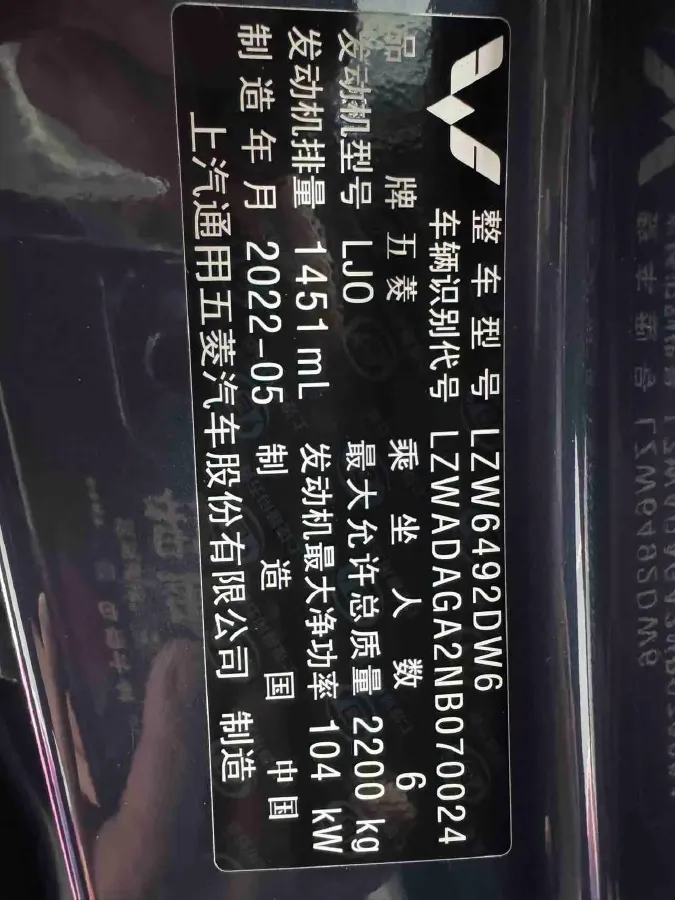 整车型号 LZW6492DW6
车辆识别代号 LZWADAGA2NB070024
品牌 五菱 乘坐人数 6
发动机型号 LJO 最大允许总质量 2200 kg
发动机排量 1451 mL 发动机最大净功率 104 kW
制造年月 2022-05 制造国 中国
上汽通用五菱汽车股份有限公司 制造